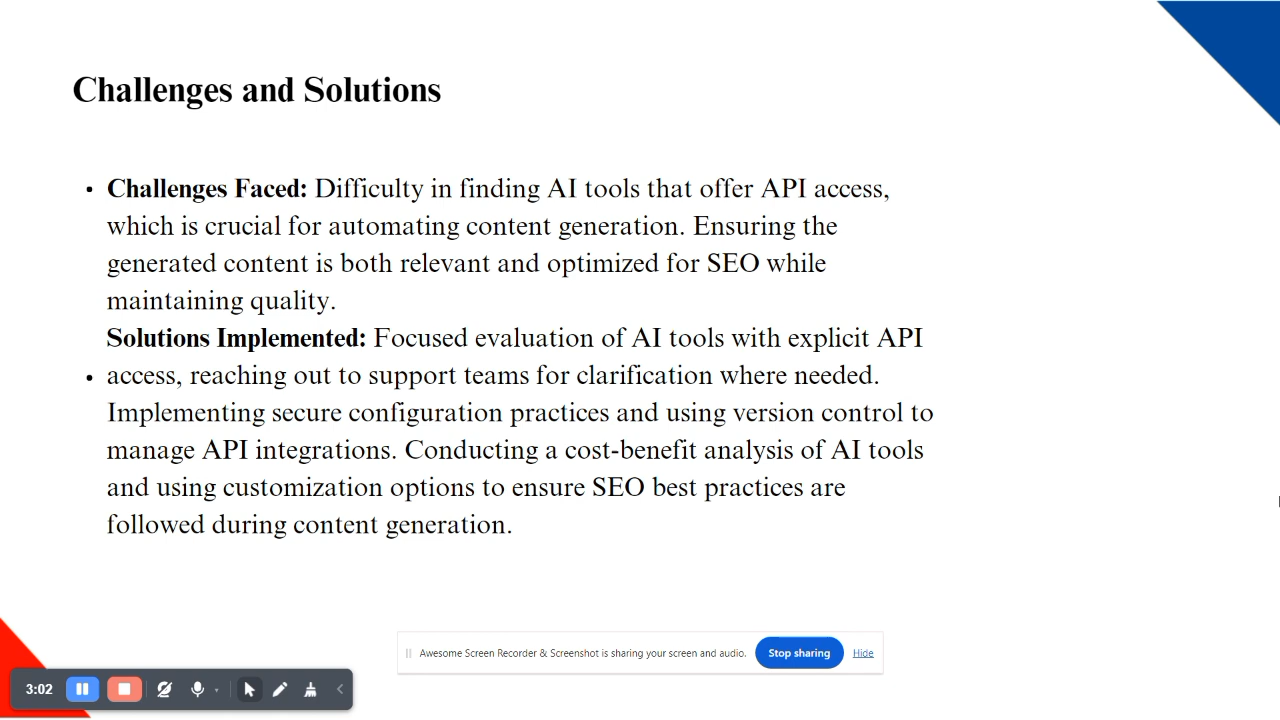 Challenges and Solutions
• Challenges Faced: Difficulty in finding AI tools that offer API access,
which is crucial for automating content generation. Ensuring the
generated content is both relevant and optimized for SEO while
maintaining quality.
Solutions Implemented: Focused evaluation of AI tools with explicit API
• access, reaching out to support teams for clarification where needed.
Implementing secure configuration practices and using version control to
manage API integrations. Conducting a cost-benefit analysis of AI tools
and using customization options to ensure SEO best practices are
followed during content generation.
Awesome Screen Recorder & Screenshot is sharing your screen and audio. Stop sharing Hide
3:02